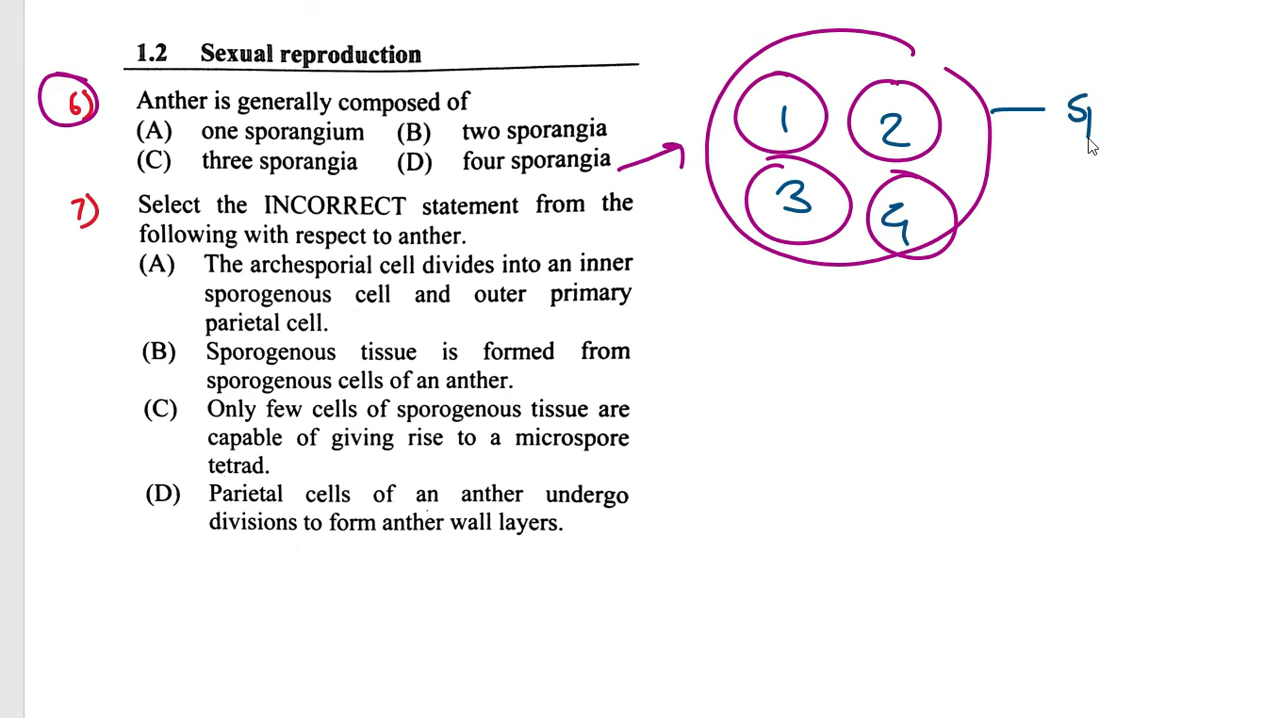 1.2 Sexual reproduction
6) Anther is generally composed of
(A) one sporangium (B) two sporangia
(C) three sporangia (D) four sporangia
7) Select the INCORRECT statement from the
following with respect to anther.
(A) The archesporial cell divides into an inner
sporogenous cell and outer primary
parietal cell.
(B) Sporogenous tissue is formed from
sporogenous cells of an anther.
(C) Only few cells of sporogenous tissue are
capable of giving rise to a microspore
tetrad.
(D) Parietal cells of an anther undergo
divisions to form anther wall layers.
1 2
3 4